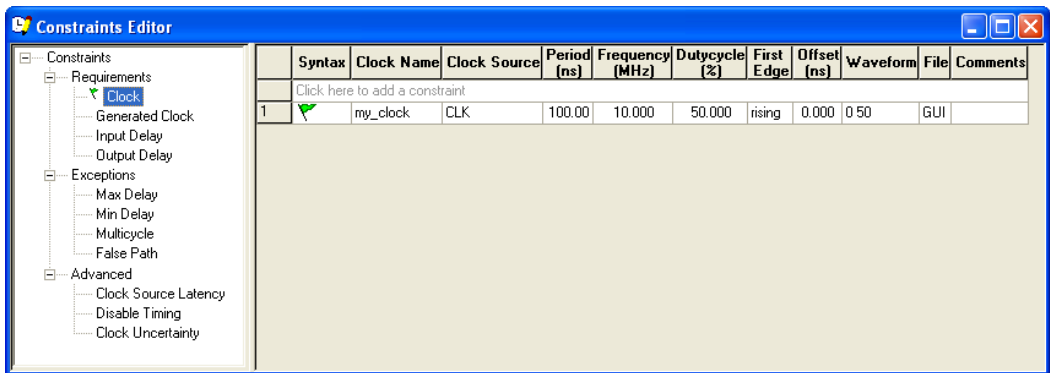 Constraints Editor
Constraints
Requirements
Clock
Generated Clock
Input Delay
Output Delay
Exceptions
Max Delay
Min Delay
Multicycle
False Path
Advanced
Clock Source Latency
Disable Timing
Clock Uncertainty
Syntax Clock Name Clock Source Period (ns) Frequency (MHz) Dutycycle (%) First Edge Offset (ns) Waveform File Comments
Click here to add a constraint
1 my_clock CLK 100.00 10.000 50.000 rising 0.000 0 50 GUI